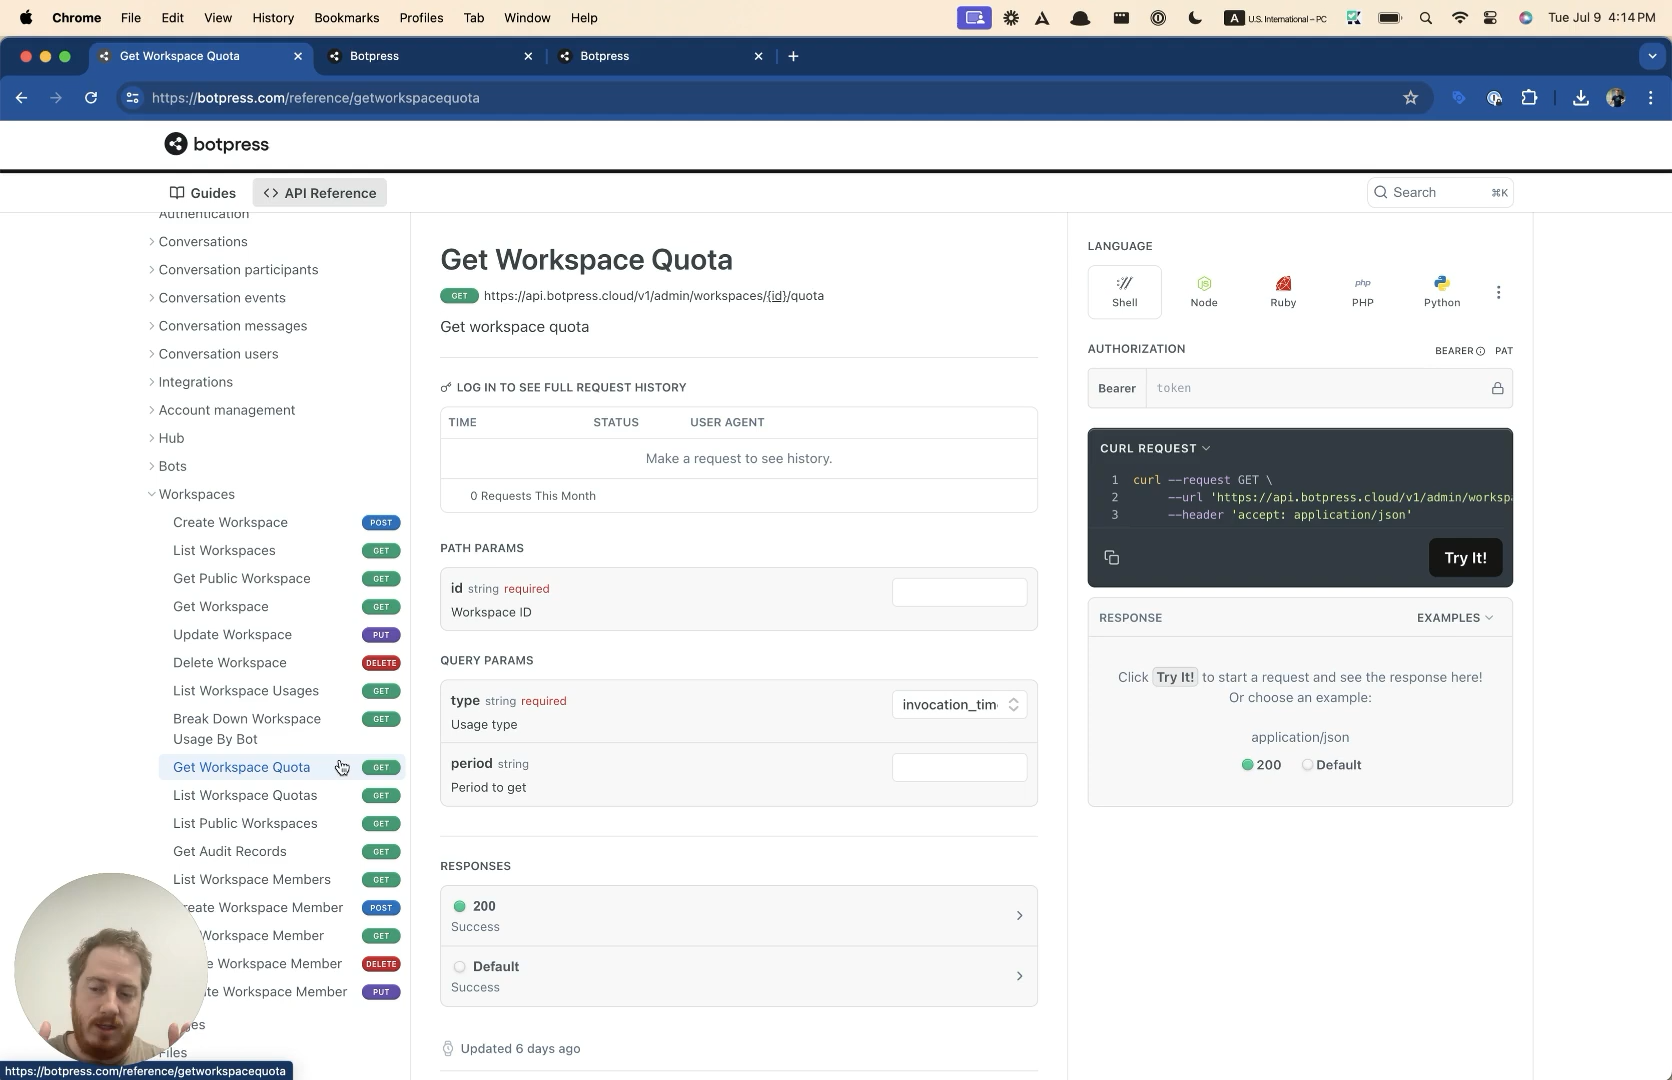 Chrome File Edit View History Bookmarks Profiles Tab Window Help
A U.S. International – PC Tue Jul 9 4:14 PM
Get Workspace Quota Botpress Botpress
https://botpress.com/reference/getworkspacequota
botpress
Guides <> API Reference Search ⌘K
Authentication
Conversations
Conversation participants
Conversation events
Conversation messages
Conversation users
Integrations
Account management
Hub
Bots
Workspaces
Create Workspace POST
List Workspaces GET
Get Public Workspace GET
Get Workspace GET
Update Workspace PUT
Delete Workspace DELETE
List Workspace Usages GET
Break Down Workspace GET
Usage By Bot
Get Workspace Quota GET
List Workspace Quotas GET
List Public Workspaces GET
Get Audit Records GET
List Workspace Members GET
reate Workspace Member POST
Workspace Member GET
e Workspace Member DELETE
te Workspace Member PUT
es
Files
https://botpress.com/reference/getworkspacequota
Get Workspace Quota
GET https://api.botpress.cloud/v1/admin/workspaces/{id}/quota
Get workspace quota
LOG IN TO SEE FULL REQUEST HISTORY
TIME STATUS USER AGENT
Make a request to see history.
0 Requests This Month
PATH PARAMS
id string required
Workspace ID
QUERY PARAMS
type string required invocation_tim
Usage type
period string
Period to get
RESPONSES
200
Success
Default
Success
Updated 6 days ago
LANGUAGE
Shell Node Ruby php PHP Python
AUTHORIZATION BEARER PAT
Bearer token
CURL REQUEST
1 curl --request GET \
2 --url 'https://api.botpress.cloud/v1/admin/worksp
3 --header 'accept: application/json'
Try It!
RESPONSE EXAMPLES
Click Try It! to start a request and see the response here!
Or choose an example:
application/json
200 Default